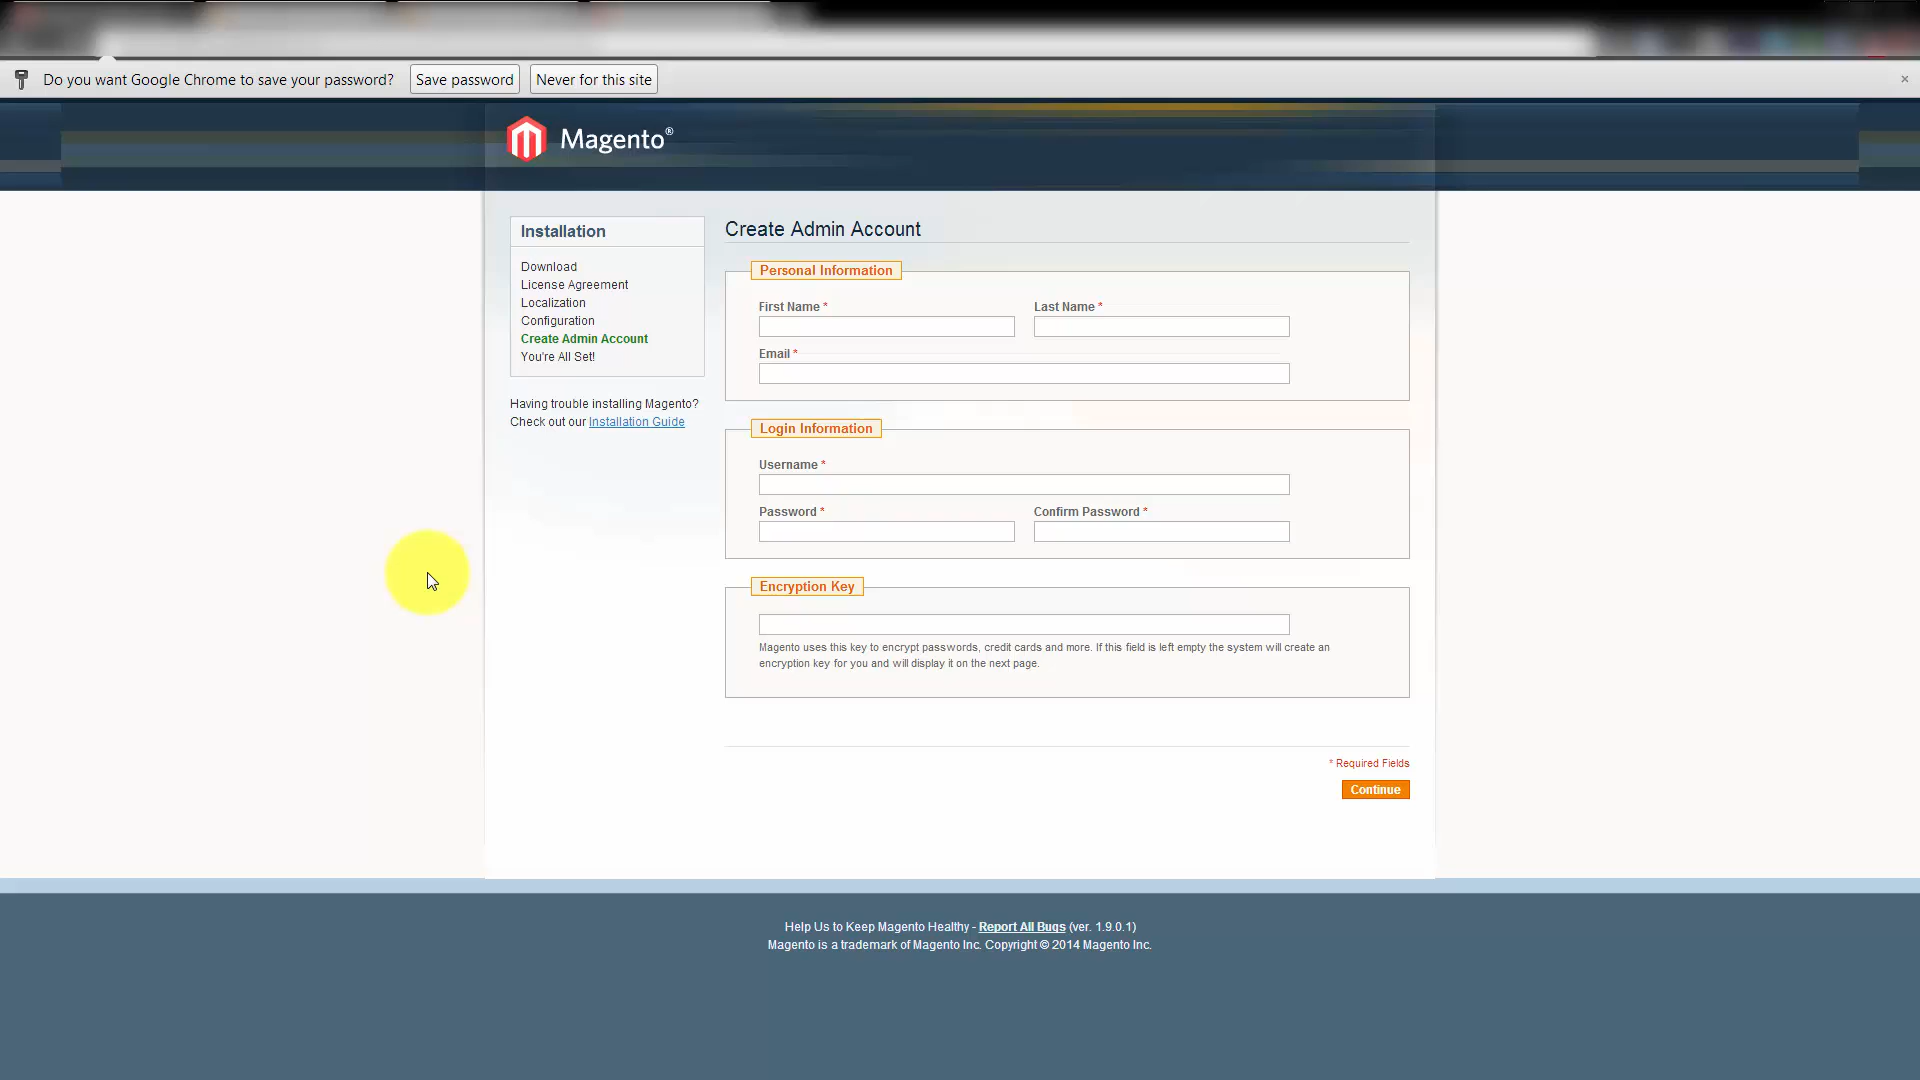 Do you want Google Chrome to save your password? Save password Never for this site ×
Magento®
Installation
Download
License Agreement
Localization
Configuration
Create Admin Account
You're All Set!
Having trouble installing Magento?
Check out our Installation Guide
Create Admin Account
Personal Information
First Name * Last Name *
Email *
Login Information
Username *
Password * Confirm Password *
Encryption Key
Magento uses this key to encrypt passwords, credit cards and more. If this field is left empty the system will create an
encryption key for you and will display it on the next page.
* Required Fields
Continue
Help Us to Keep Magento Healthy - Report All Bugs (ver. 1.9.0.1)
Magento is a trademark of Magento Inc. Copyright © 2014 Magento Inc.